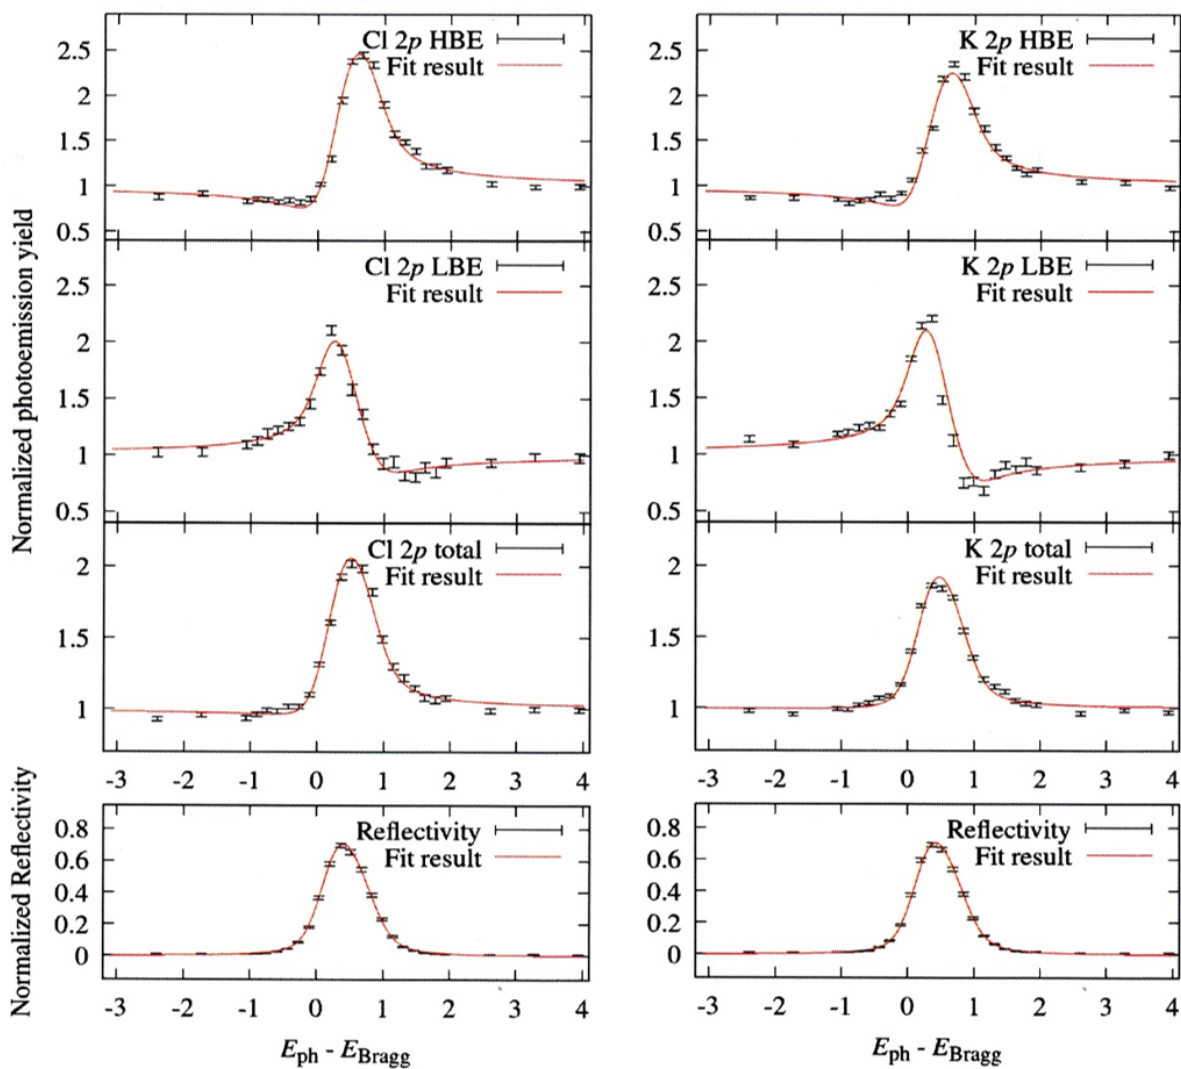 Cl 2p HBE
Fit result
2.5
2
1.5
1
0.5
K 2p HBE
Fit result
2.5
2
1.5
1
0.5
Cl 2p LBE
Fit result
2.5
2
1.5
1
0.5
K 2p LBE
Fit result
2.5
2
1.5
1
0.5
Normalized photoemission yield
Cl 2p total
Fit result
2
1.5
1
-3 -2 -1 0 1 2 3 4
K 2p total
Fit result
2
1.5
1
-3 -2 -1 0 1 2 3 4
Normalized Reflectivity
Reflectivity
Fit result
0.8
0.6
0.4
0.2
0
-3 -2 -1 0 1 2 3 4
Eph - EBragg
Reflectivity
Fit result
0.8
0.6
0.4
0.2
0
-3 -2 -1 0 1 2 3 4
Eph - EBragg